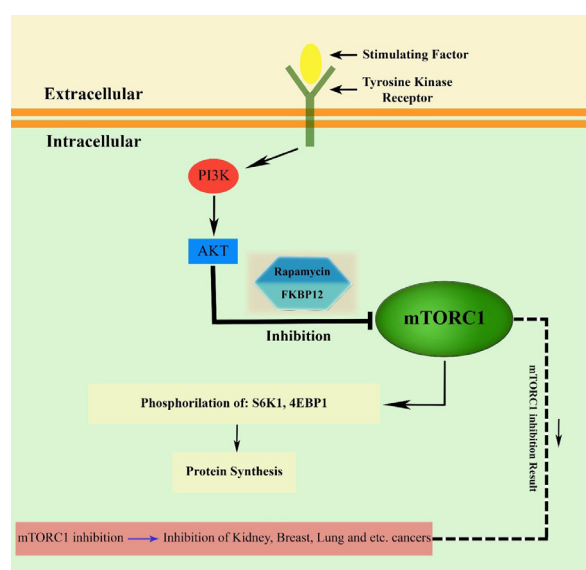 Stimulating Factor
Tyrosine Kinase
Receptor
Extracellular
Intracellular
PI3K
AKT
Rapamycin
FKBP12
Inhibition
mTORC1
mTORC1 inhibition Result
Phosphorilation of: S6K1, 4EBP1
Protein Synthesis
mTORC1 inhibition Inhibition of Kidney, Breast, Lung and etc. cancers